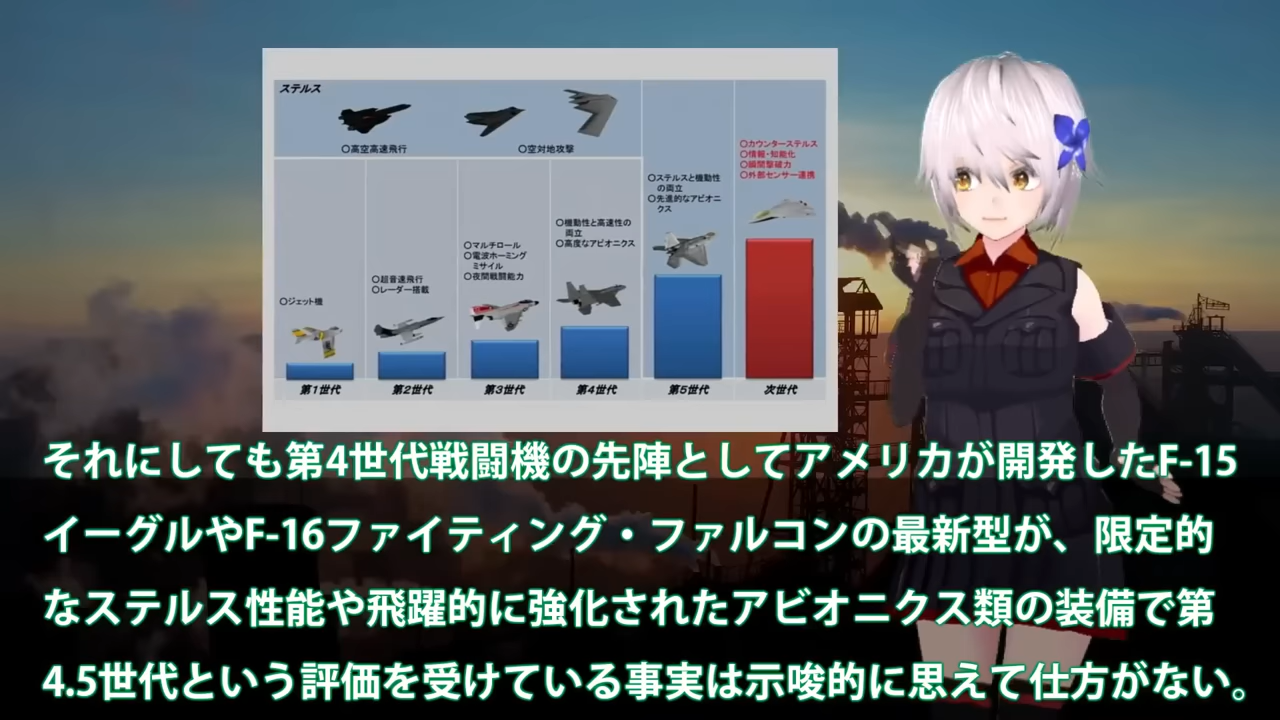 ステルス
○高空高速飛行
○空対地攻撃
○ジェット機
○超音速飛行
○レーダー搭載
○マルチロール
○電波ホーミング
ミサイル
○夜間戦闘能力
○機動性と高速性の
両立
○高度なアビオニクス
○ステルスと機動性
の両立
○先進的なアビオニ
クス
○カウンターステルス
○情報・知能化
○瞬間撃破力
○外部センサー連携
第1世代
第2世代
第3世代
第4世代
第5世代
次世代
それにしても第4世代戦闘機の先陣としてアメリカが開発したF-15
イーグルやF-16ファイティング・ファルコンの最新型が、限定的
なステルス性能や飛躍的に強化されたアビオニクス類の装備で第
4.5世代という評価を受けている事実は示唆的に思えて仕方がない。